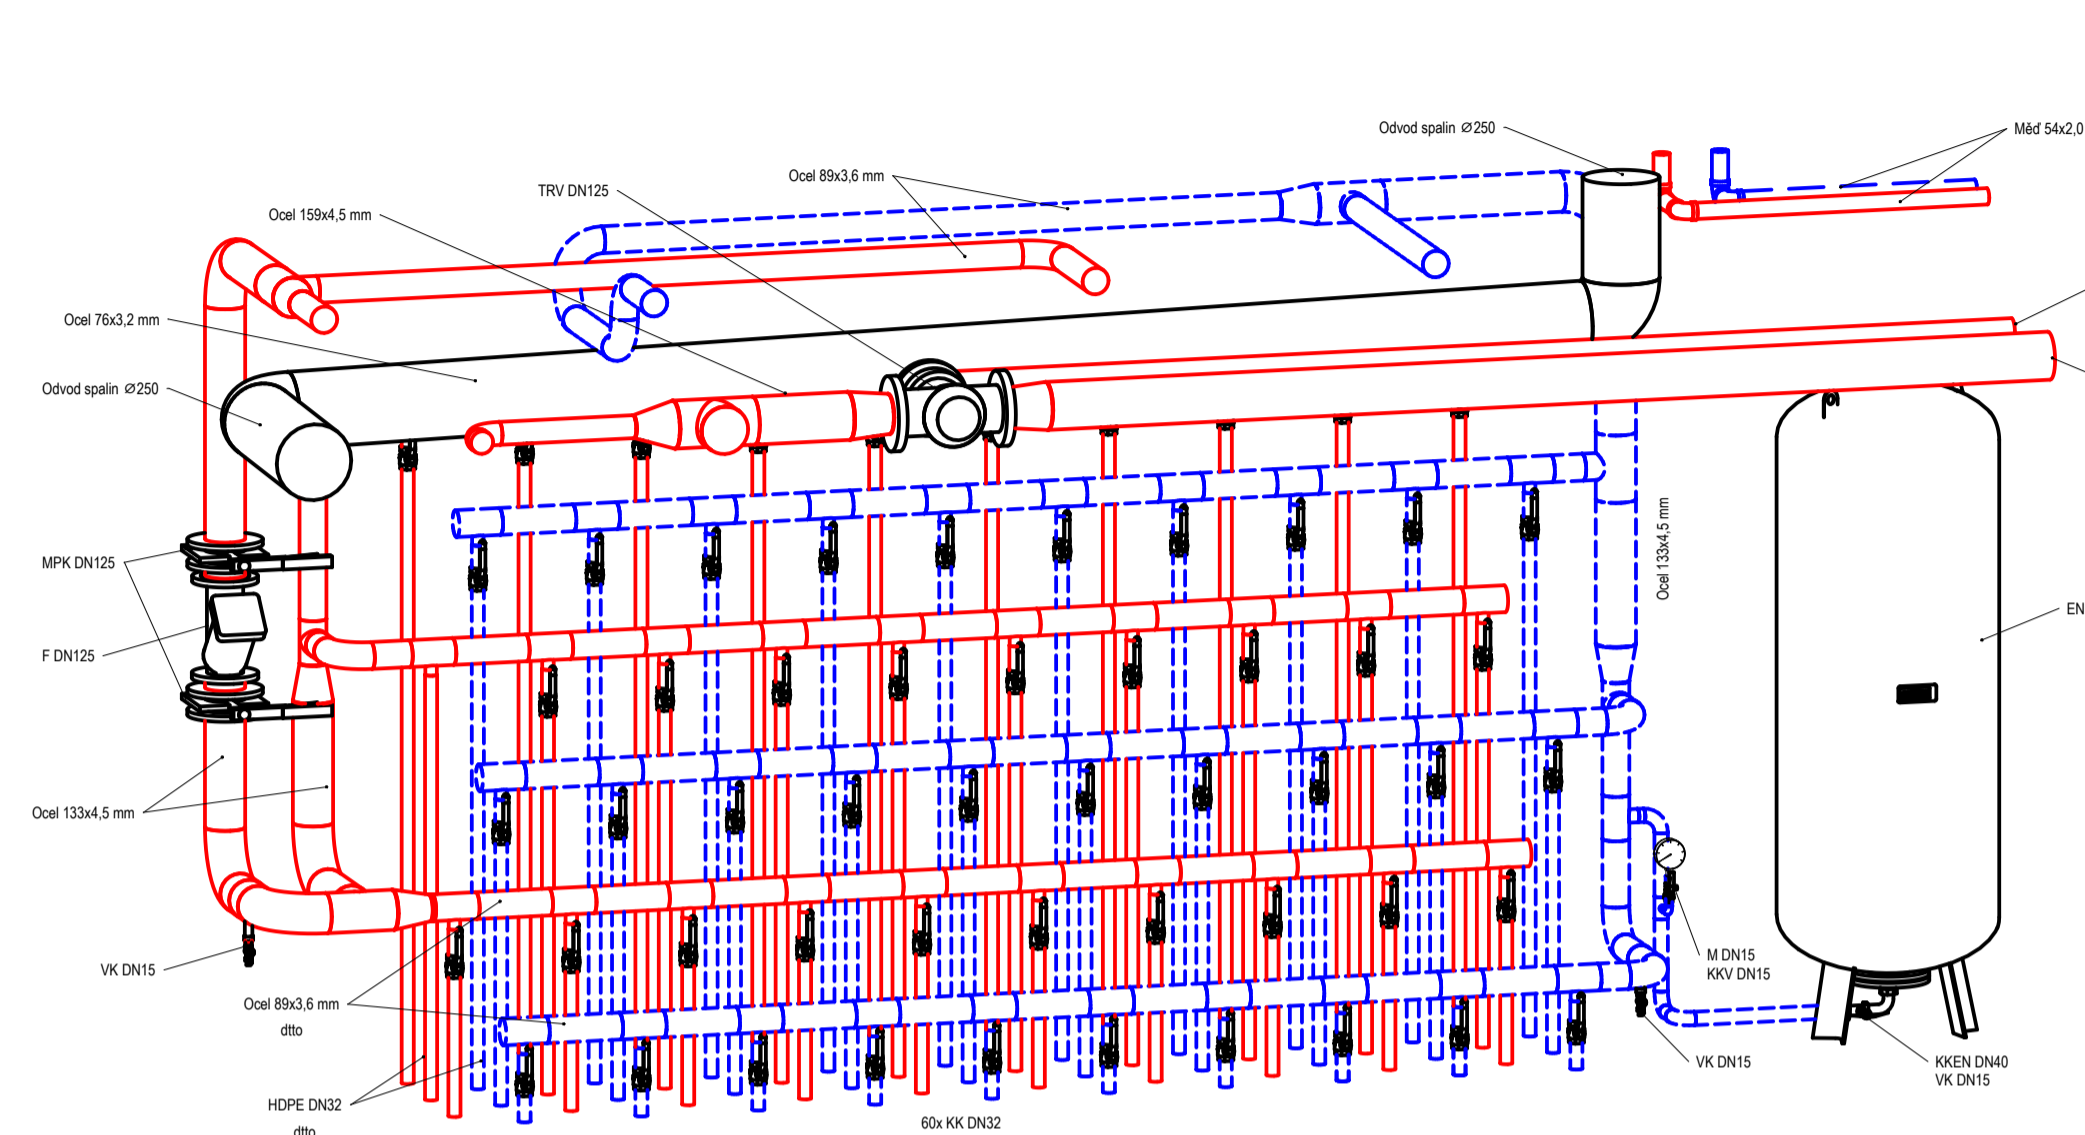 Odvod spalin Ø250
Měď 54x2,0
Ocel 89x3,6 mm
TRV DN125
Ocel 159x4,5 mm
Ocel 76x3,2 mm
Odvod spalin Ø250
Ocel 133x4,5 mm
MPK DN125
EN
F DN125
Ocel 133x4,5 mm
M DN15
KKV DN15
VK DN15
Ocel 89x3,6 mm
dtto
VK DN15
KKEN DN40
VK DN15
HDPE DN32
dtto
60x KK DN32